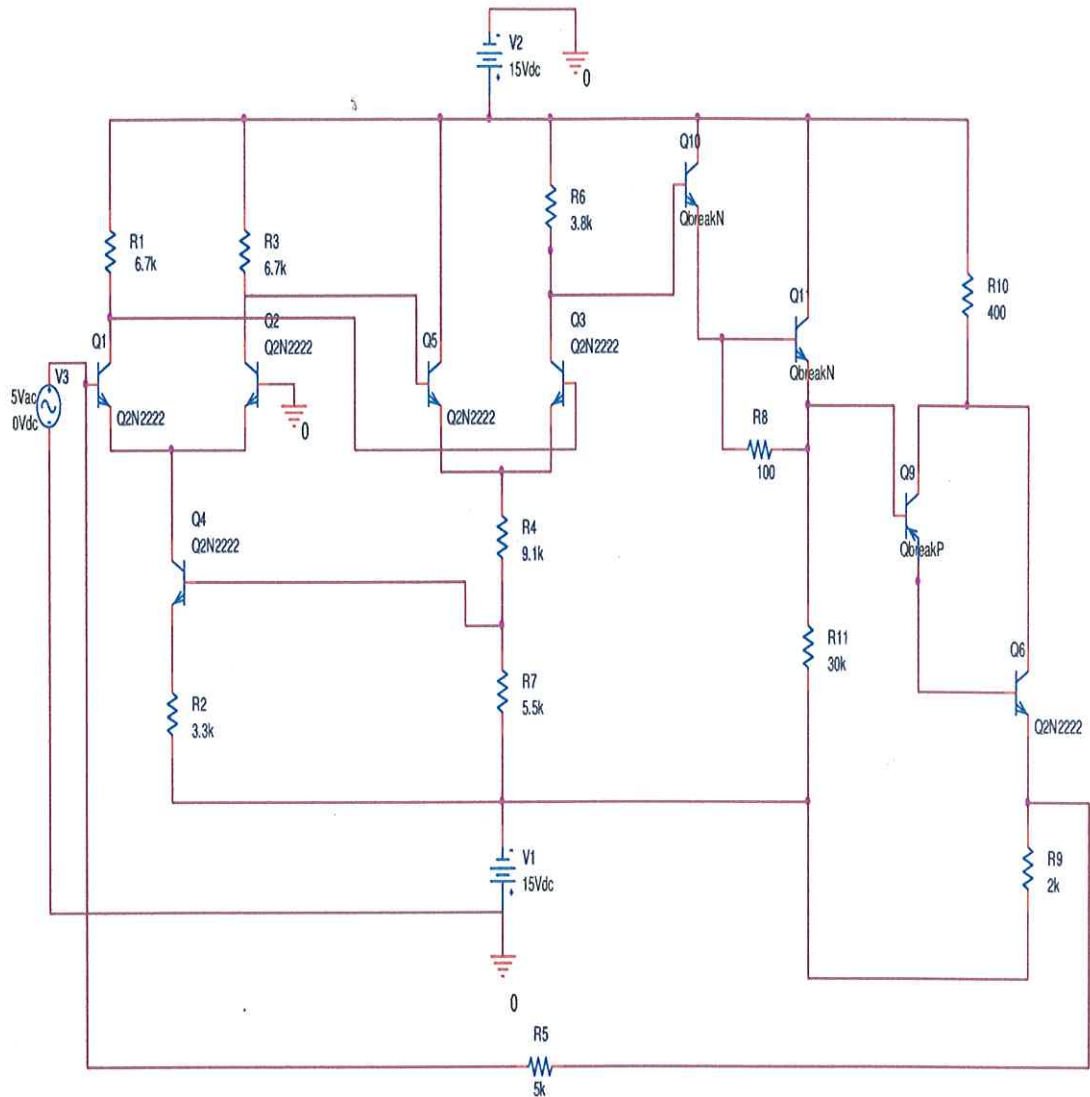 V2
15Vdc
0
Q10
QbreakN
R6
3.8k
R1
6.7k
R3
6.7k
R10
400
Q2
Q2N2222
Q1
Q5
Q3
Q2N2222
Q11
QbreakN
V3
5Vac
0Vdc
Q2N2222
0
Q2N2222
R8
100
Q9
QbreakP
Q4
Q2N2222
R4
9.1k
R11
30k
Q6
Q2N2222
R2
3.3k
R7
5.5k
V1
15Vdc
R9
2k
0
R5
5k